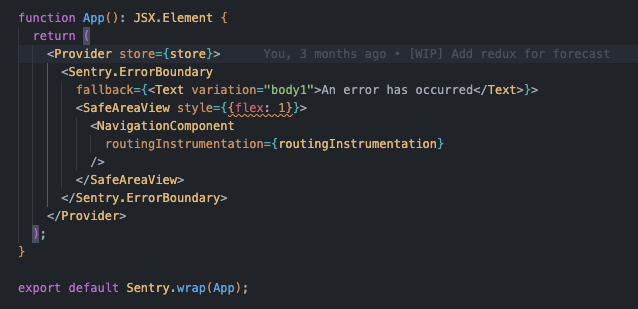 function App(): JSX.Element {
return (
<Provider store={store}> You, 3 months ago • [WIP] Add redux for forecast
<Sentry.ErrorBoundary
fallback={<Text variation="body1">An error has occurred</Text>}>
<SafeAreaView style={{flex: 1}}>
<NavigationComponent
routingInstrumentation={routingInstrumentation}
/>
</SafeAreaView>
</Sentry.ErrorBoundary>
</Provider>
);
}
export default Sentry.wrap(App);